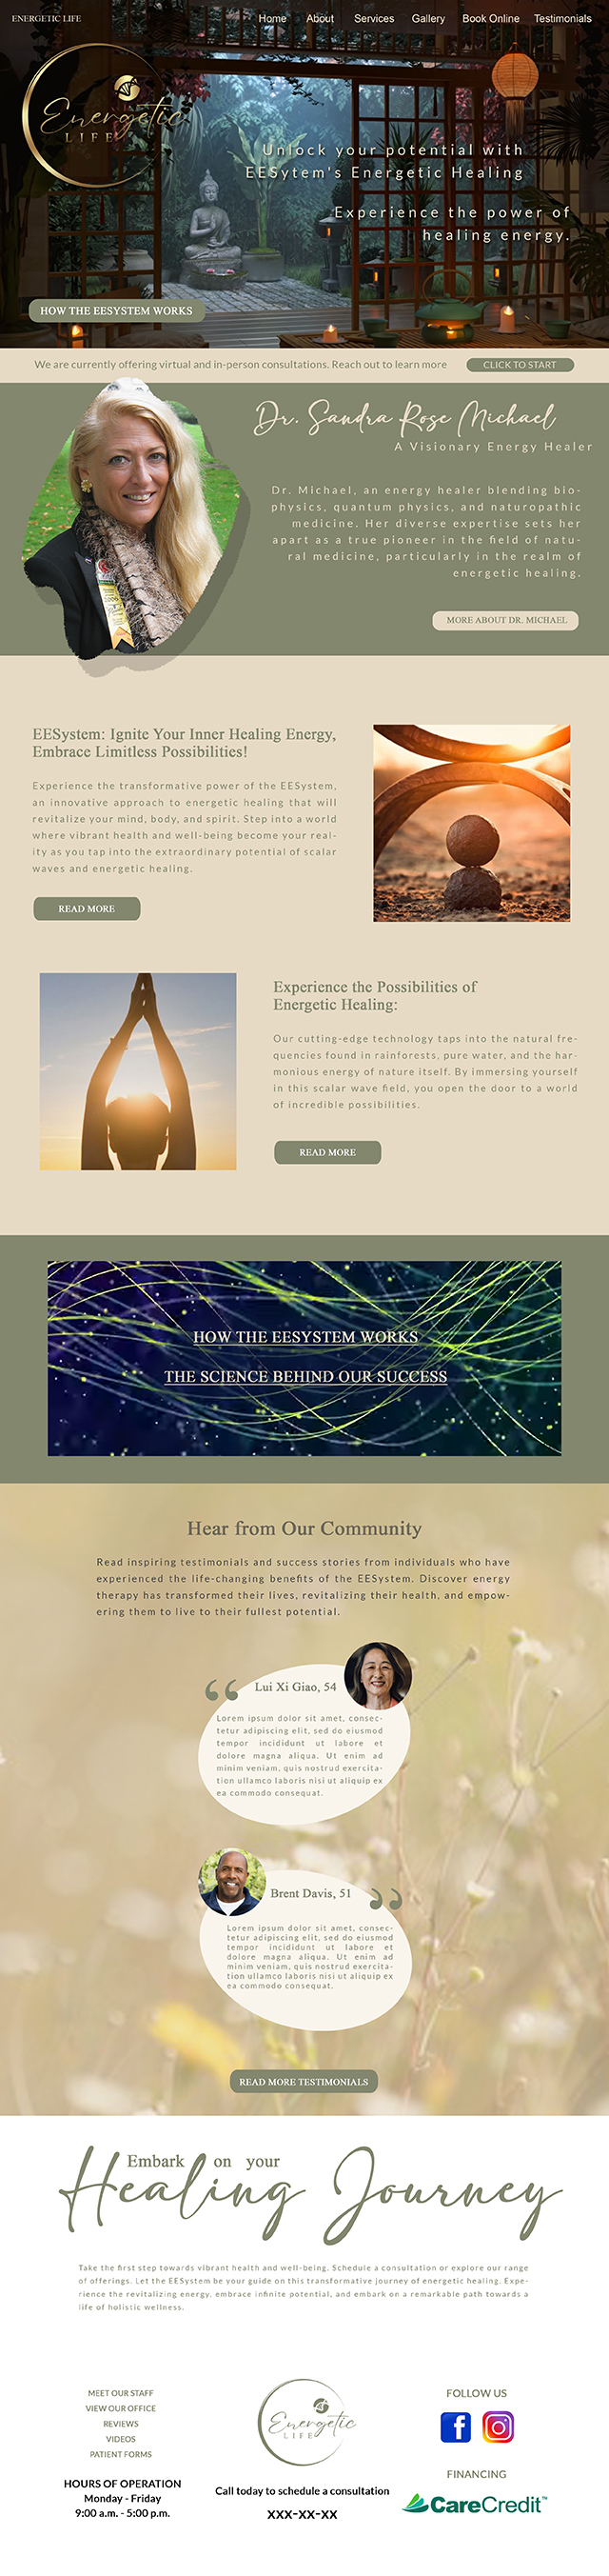 ENERGETIC LIFE
Home About Services Gallery Book Online Testimonials
Energetic
LIFE
Unlock your potential with
EESytem's Energetic Healing
Experience the power of
healing energy.
HOW THE EESYSTEM WORKS
We are currently offering virtual and in-person consultations. Reach out to learn more
CLICK TO START
Dr. Sandra Rose Michael
A Visionary Energy Healer
Dr. Michael, an energy healer blending bio-
physics, quantum physics, and naturopathic
medicine. Her diverse expertise sets her
apart as a true pioneer in the field of natu-
ral medicine, particularly in the realm of
energetic healing.
MORE ABOUT DR. MICHAEL
EESystem: Ignite Your Inner Healing Energy,
Embrace Limitless Possibilities!
Experience the transformative power of the EESystem,
an innovative approach to energetic healing that will
revitalize your mind, body, and spirit. Step into a world
where vibrant health and well-being become your real-
ity as you tap into the extraordinary potential of scalar
waves and energetic healing.
READ MORE
Experience the Possibilities of
Energetic Healing:
Our cutting-edge technology taps into the natural fre-
quencies found in rainforests, pure water, and the har-
monious energy of nature itself. By immersing yourself
in this scalar wave field, you open the door to a world
of incredible possibilities.
READ MORE
HOW THE EESYSTEM WORKS
THE SCIENCE BEHIND OUR SUCCESS
Hear from Our Community
Read inspiring testimonials and success stories from individuals who have
experienced the life-changing benefits of the EESystem. Discover energy
therapy has transformed their lives, revitalizing their health, and empow-
ering them to live to their fullest potential.
“ Lui Xi Giao, 54
Lorem ipsum dolor sit amet, consec-
tetur adipiscing elit, sed do eiusmod
tempor incididunt ut labore et
dolore magna aliqua. Ut enim ad
minim veniam, quis nostrud exercita-
tion ullamco laboris nisi ut aliquip ex
ea commodo consequat.
Brent Davis, 51 ”
Lorem ipsum dolor sit amet, consec-
tetur adipiscing elit, sed do eiusmod
tempor incididunt ut labore et
dolore magna aliqua. Ut enim ad
minim veniam, quis nostrud exercita-
tion ullamco laboris nisi ut aliquip ex
ea commodo consequat.
READ MORE TESTIMONIALS
Embark on your
Healing Journey
Take the first step towards vibrant health and well-being. Schedule a consultation or explore our range
of offerings. Let the EESystem be your guide on this transformative journey of energetic healing. Expe-
rience the revitalizing energy, embrace infinite potential, and embark on a remarkable path towards a
life of holistic wellness.
MEET OUR STAFF
VIEW OUR OFFICE
REVIEWS
VIDEOS
PATIENT FORMS
HOURS OF OPERATION
Monday - Friday
9:00 a.m. - 5:00 p.m.
Energetic
LIFE
Call today to schedule a consultation
XXX-XX-XX
FOLLOW US
FINANCING
CareCredit™